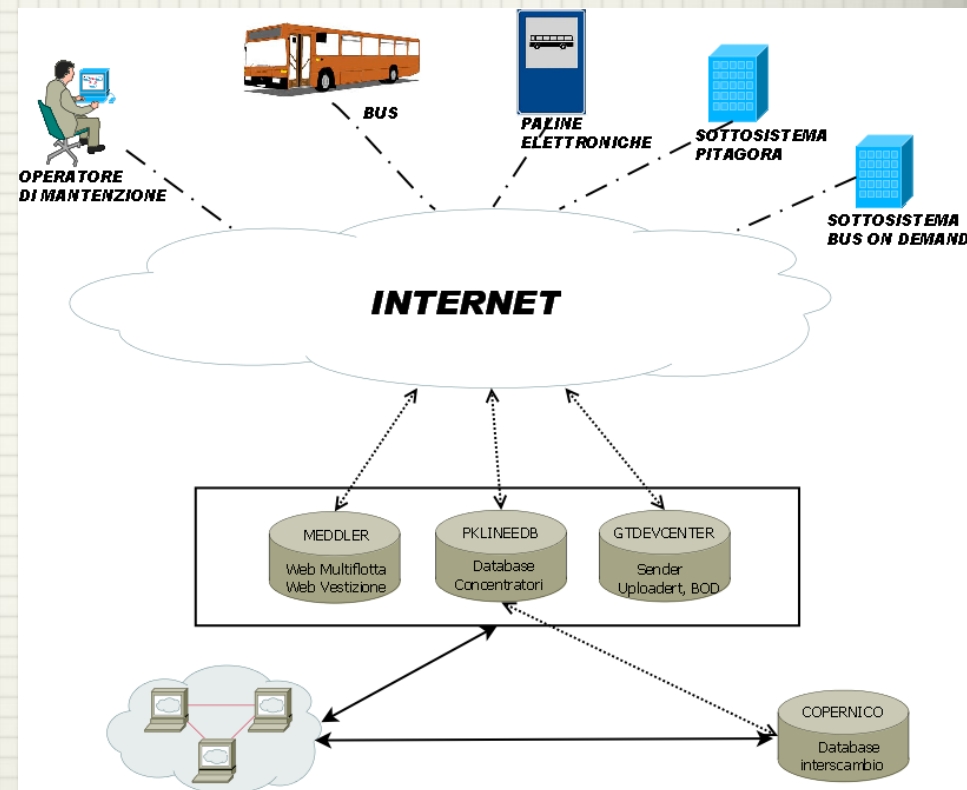 BUS
PALINE
ELETTRONICHE
SOTTOSISTEMA
PITAGORA
OPERATORE
DI MANTENZIONE
SOTTOSISTEMA
BUS ON DEMAND
INTERNET
MEDDLER
Web Multiflotta
Web Vestizione
PKLINEEDB
Database
Concentratori
GTDEVCENTER
Sender
Uploadert, BOD
COPERNICO
Database
interscambio